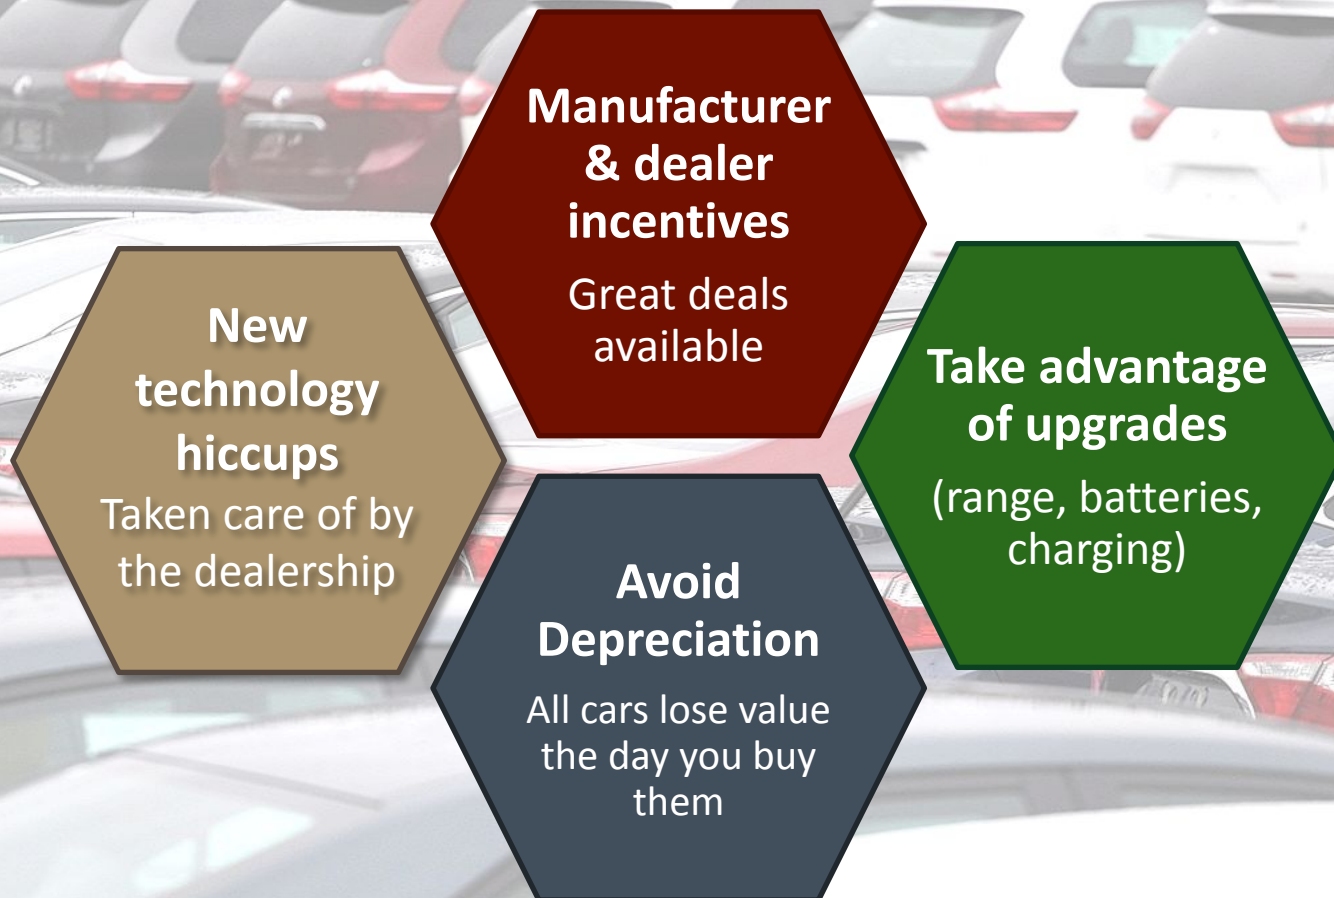 Manufacturer
& dealer
incentives
Great deals
available
New
technology
hiccups
Taken care of by
the dealership
Take advantage
of upgrades
(range, batteries,
charging)
Avoid
Depreciation
All cars lose value
the day you buy
them